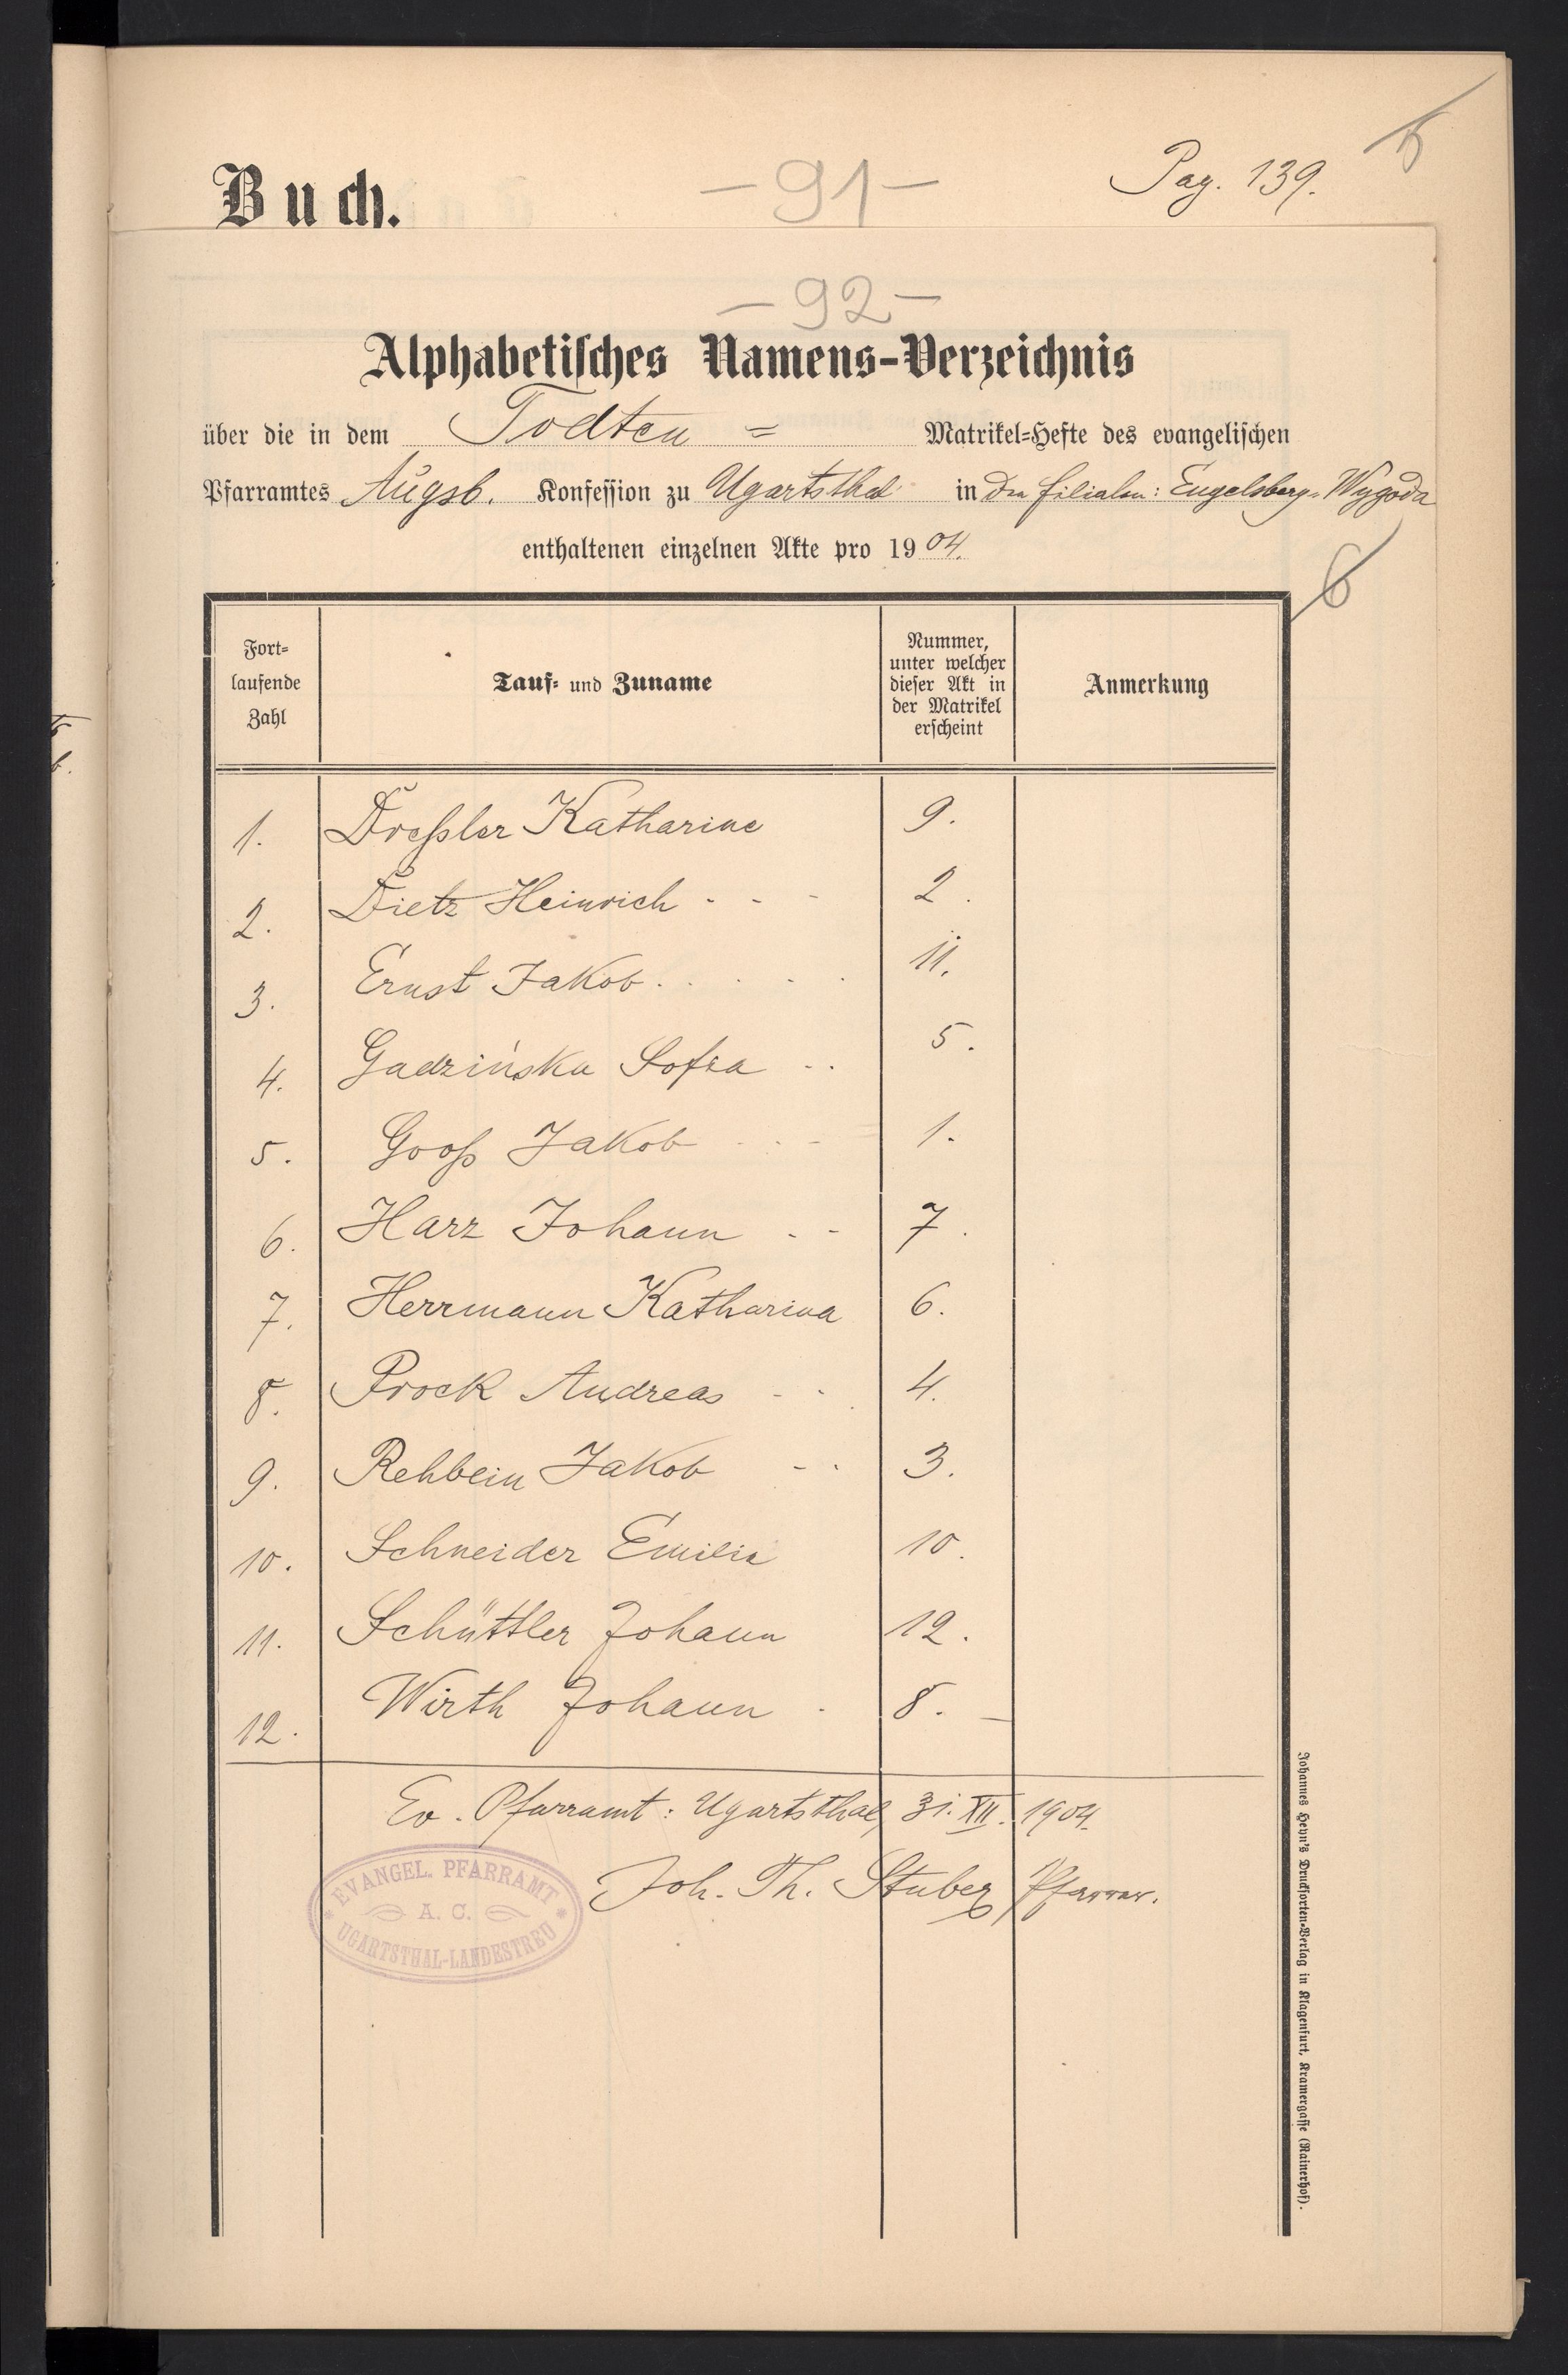 Buch.
- 91 -
Pag. 139.
5
- 92 -
Alphabetisches Namens-Verzeichnis
über die in dem Todten = Matrikel-Hefte des evangelischen
Pfarramtes Augsb. Konfession zu Ugartsthal in den Filialen: Engelsberg-Wygoda
enthaltenen einzelnen Akte pro 1904.
6
Fort-
laufende
Zahl
Tauf- und Zuname
Nummer,
unter welcher
dieser Akt in
der Matrikel
erscheint
Anmerkung
1. Dreßler Katharine 9.
2. Dietz Heinrich - - - 2.
3. Ernst Jakob. . . . . 11.
4. Gadzińska Sofia - - 5.
5. Gooß Jakob - - - 1.
6. Harz Johann - - 7.
7. Herrmann Katharina 6.
8. Prock Andreas - - 4.
9. Rehbein Jakob - - 3.
10. Schneider Emilia 10.
11. Schüttler Johann 12.
12. Wirth Johann . 8. -
Ev. Pfarramt: Ugartsthal, 31. XII. 1904.
Joh. Th. Stuber Pfarrer.
EVANGEL. PFARRAMT
A. C.
UGARTSTHAL-LANDESTREU
Johannes Heyn's Drucksorten-Verlag in Klagenfurt, Kramergasse (Rainerhof).